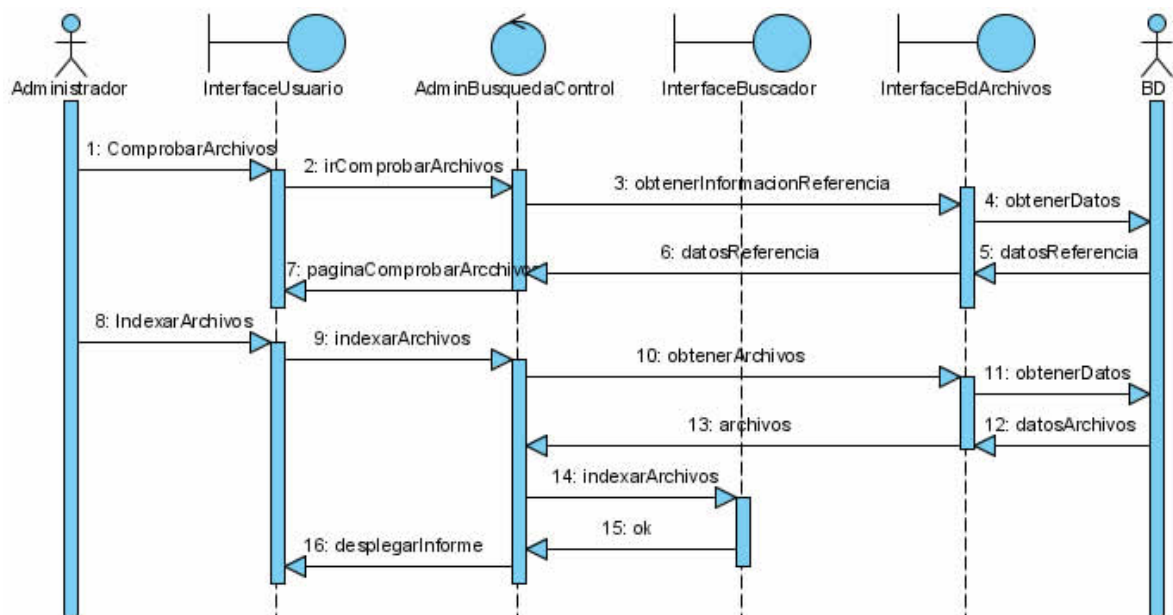 Administrador
InterfaceUsuario
AdminBusquedaControl
InterfaceBuscador
InterfaceBdArchivos
BD
1: ComprobarArchivos
2: irComprobarArchivos
3: obtenerInformacionReferencia
4: obtenerDatos
5: datosReferencia
6: datosReferencia
7: paginaComprobarArcchivos
8: IndexarArchivos
9: indexarArchivos
10: obtenerArchivos
11: obtenerDatos
12: datosArchivos
13: archivos
14: indexarArchivos
15: ok
16: desplegarInforme